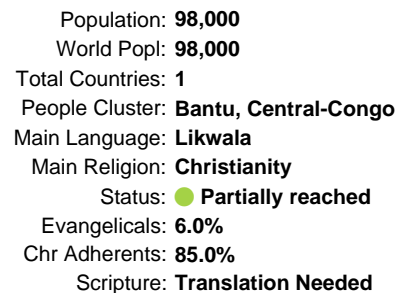 Population: 98,000
World Popl: 98,000
Total Countries: 1
People Cluster: Bantu, Central-Congo
Main Language: Likwala
Main Religion: Christianity
Status: Partially reached
Evangelicals: 6.0%
Chr Adherents: 85.0%
Scripture: Translation Needed